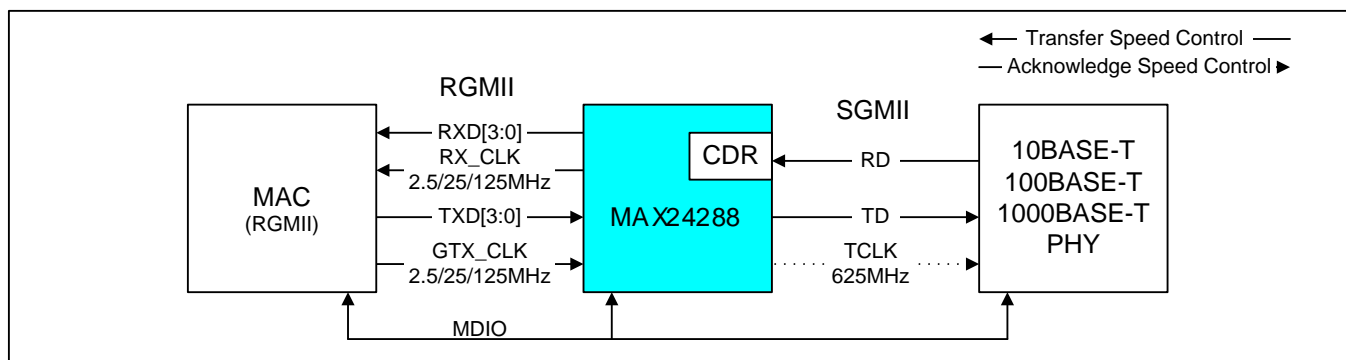 Transfer Speed Control
Acknowledge Speed Control
RGMII
SGMII
MAC
(RGMII)
RXD[3:0]
RX_CLK
2.5/25/125MHz
TXD[3:0]
GTX_CLK
2.5/25/125MHz
CDR
MAX24288
RD
TD
TCLK
625MHz
10BASE-T
100BASE-T
1000BASE-T
PHY
MDIO